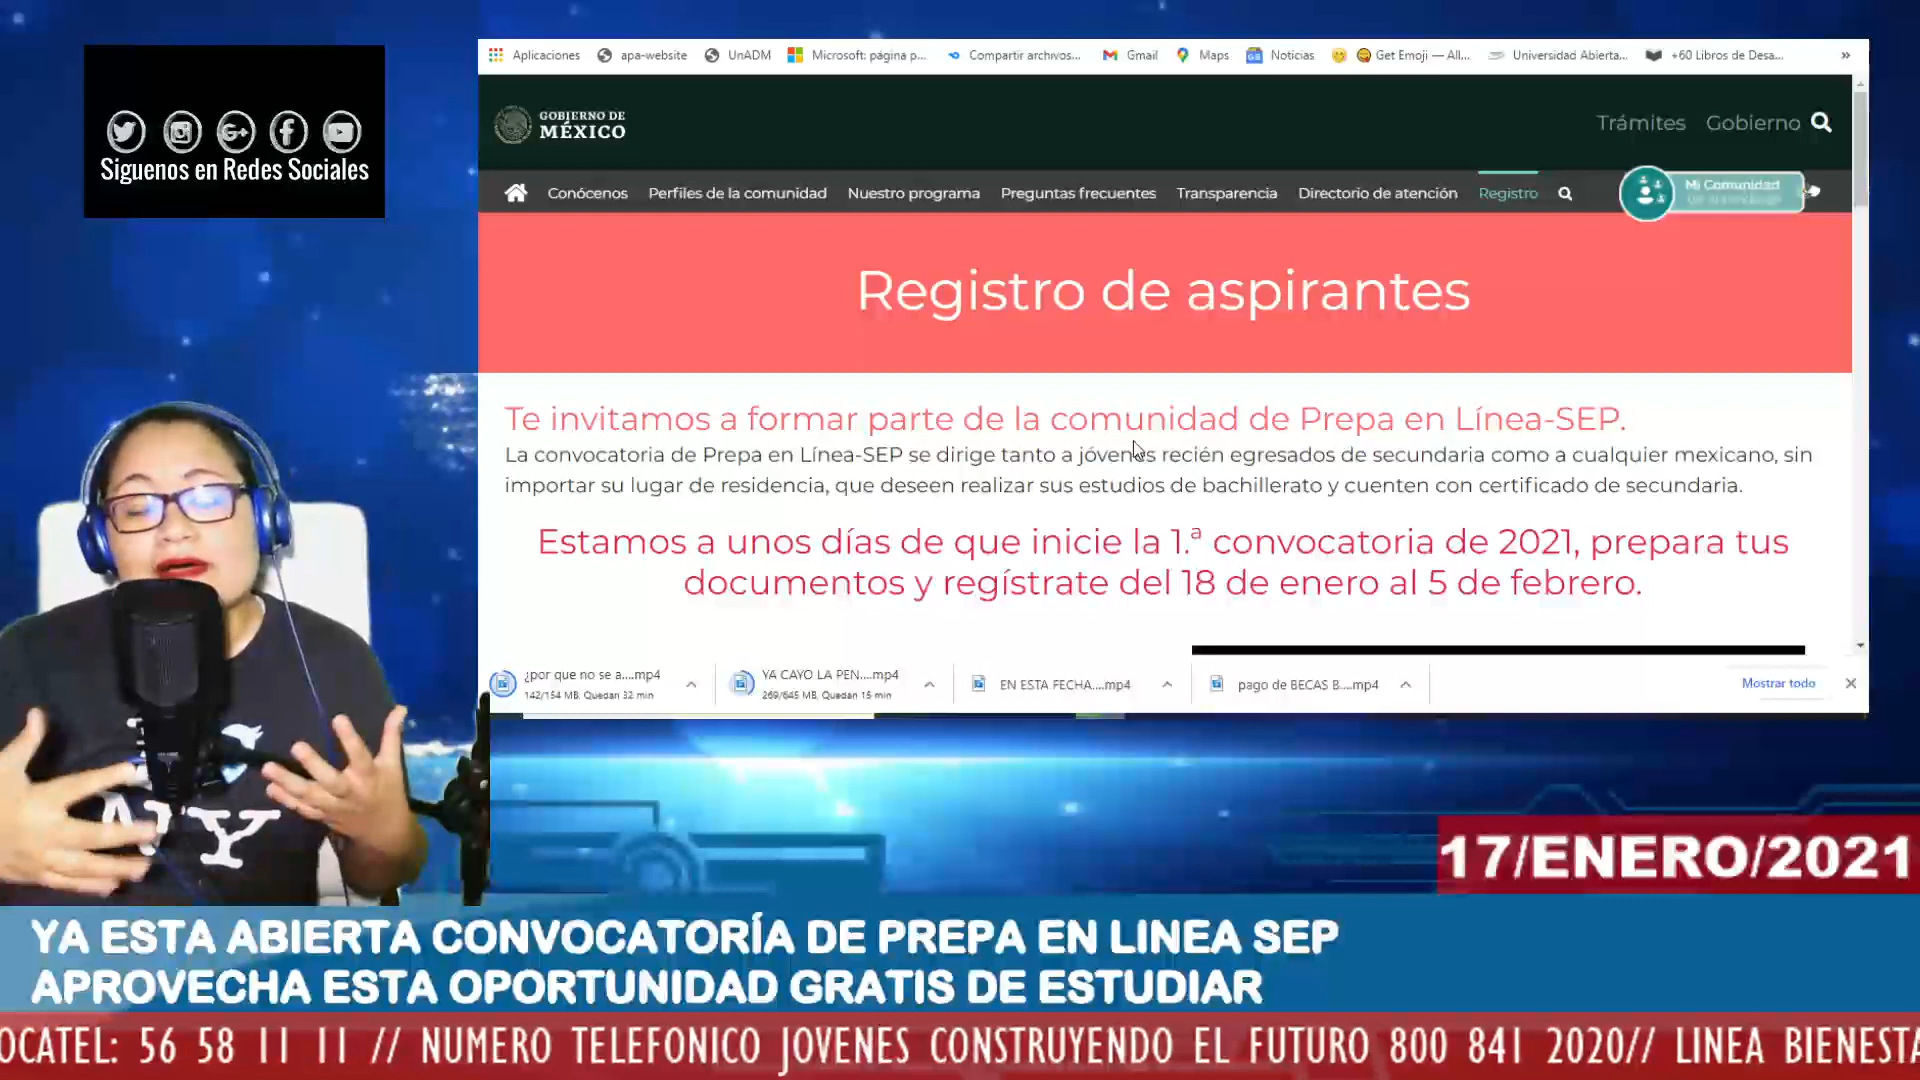 Siguenos en Redes Sociales
Aplicaciones apa-website UnADM Microsoft: página p... Compartir archivos... Gmail Maps Noticias Get Emoji — All... Universidad Abierta... +60 Libros de Desa... »
GOBIERNO DE
MÉXICO
Trámites Gobierno
Conócenos Perfiles de la comunidad Nuestro programa Preguntas frecuentes Transparencia Directorio de atención Registro
Mi Comunidad
Registro de aspirantes
Te invitamos a formar parte de la comunidad de Prepa en Línea-SEP.
La convocatoria de Prepa en Línea-SEP se dirige tanto a jóvenes recién egresados de secundaria como a cualquier mexicano, sin
importar su lugar de residencia, que deseen realizar sus estudios de bachillerato y cuenten con certificado de secundaria.
Estamos a unos días de que inicie la 1.ª convocatoria de 2021, prepara tus
documentos y regístrate del 18 de enero al 5 de febrero.
¿por que no se a....mp4
142/154 MB, Quedan 32 min
YA CAYO LA PEN....mp4
269/645 MB, Quedan 15 min
EN ESTA FECHA....mp4
pago de BECAS B....mp4
Mostrar todo
NY
17/ENERO/2021
YA ESTA ABIERTA CONVOCATORÍA DE PREPA EN LINEA SEP
APROVECHA ESTA OPORTUNIDAD GRATIS DE ESTUDIAR
OCATEL: 56 58 11 11 // NUMERO TELEFONICO JOVENES CONSTRUYENDO EL FUTURO 800 841 2020// LINEA BIENESTA